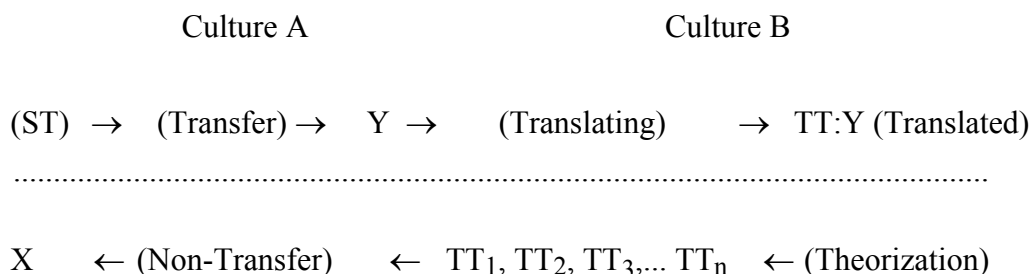 Culture A Culture B
(ST) → (Transfer) → Y → (Translating) → TT:Y (Translated)
..........................................................................................................................
X ← (Non-Transfer) ← TT1, TT2, TT3,... TTn ← (Theorization)